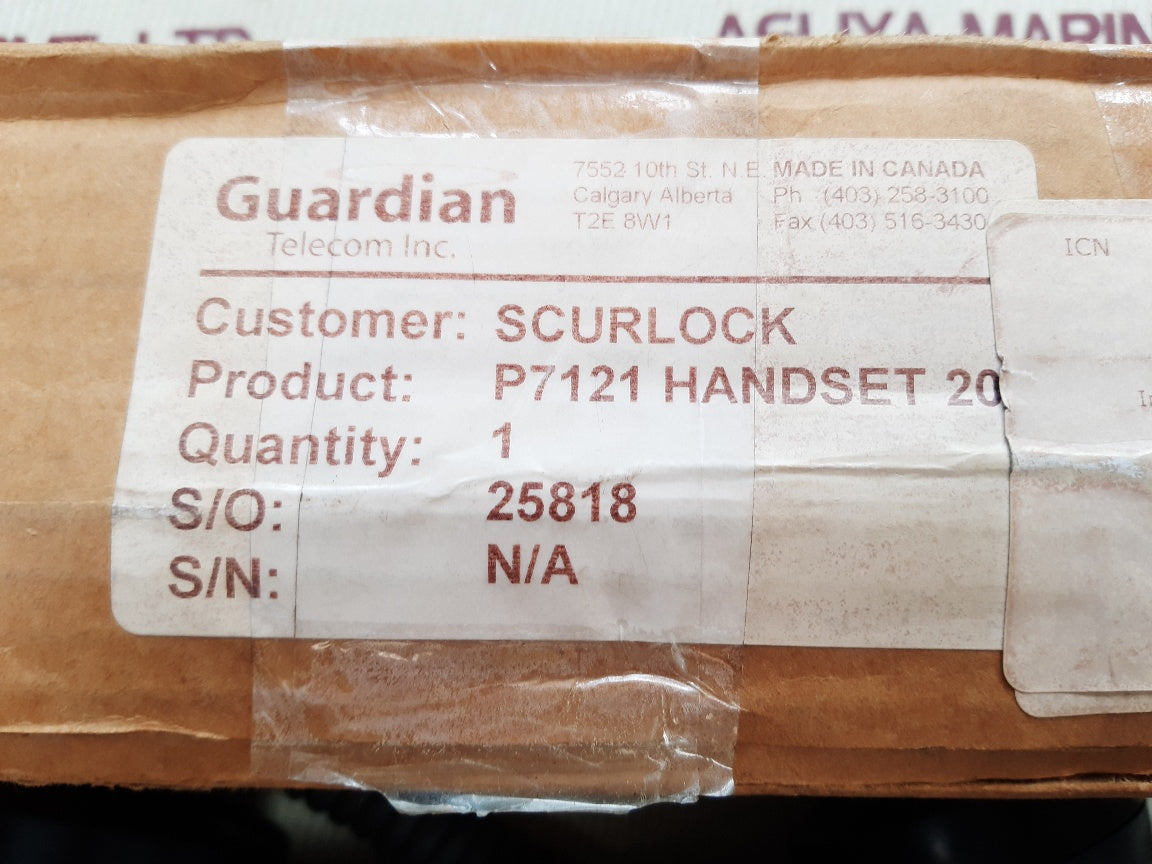 LTD
Guardian
Telecom Inc.
7552 10th St. N.E.
Calgary Alberta
T2E 8W1
MADE IN CANADA
Ph (403) 258-3100
Fax (403) 516-3430
ICN
Customer: SCURLOCK
Product: P7121 HANDSET 20
Quantity: 1
S/O: 25818
S/N: N/A